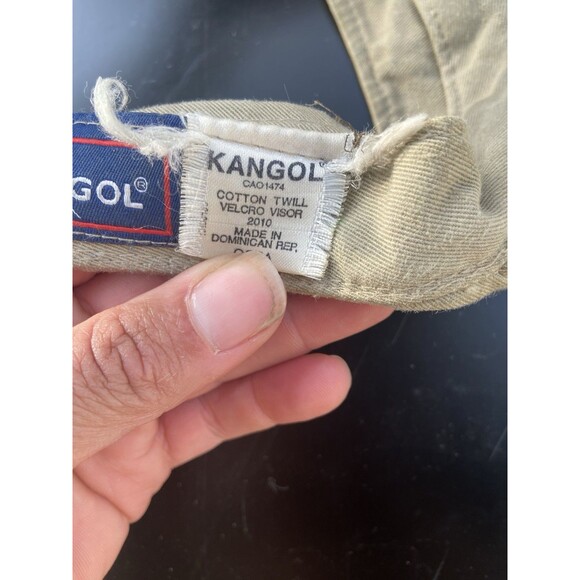 GOL®
KANGOL®
CAO1474
COTTON TWILL
VELCRO VISOR
2010
MADE IN
DOMINICAN REP.